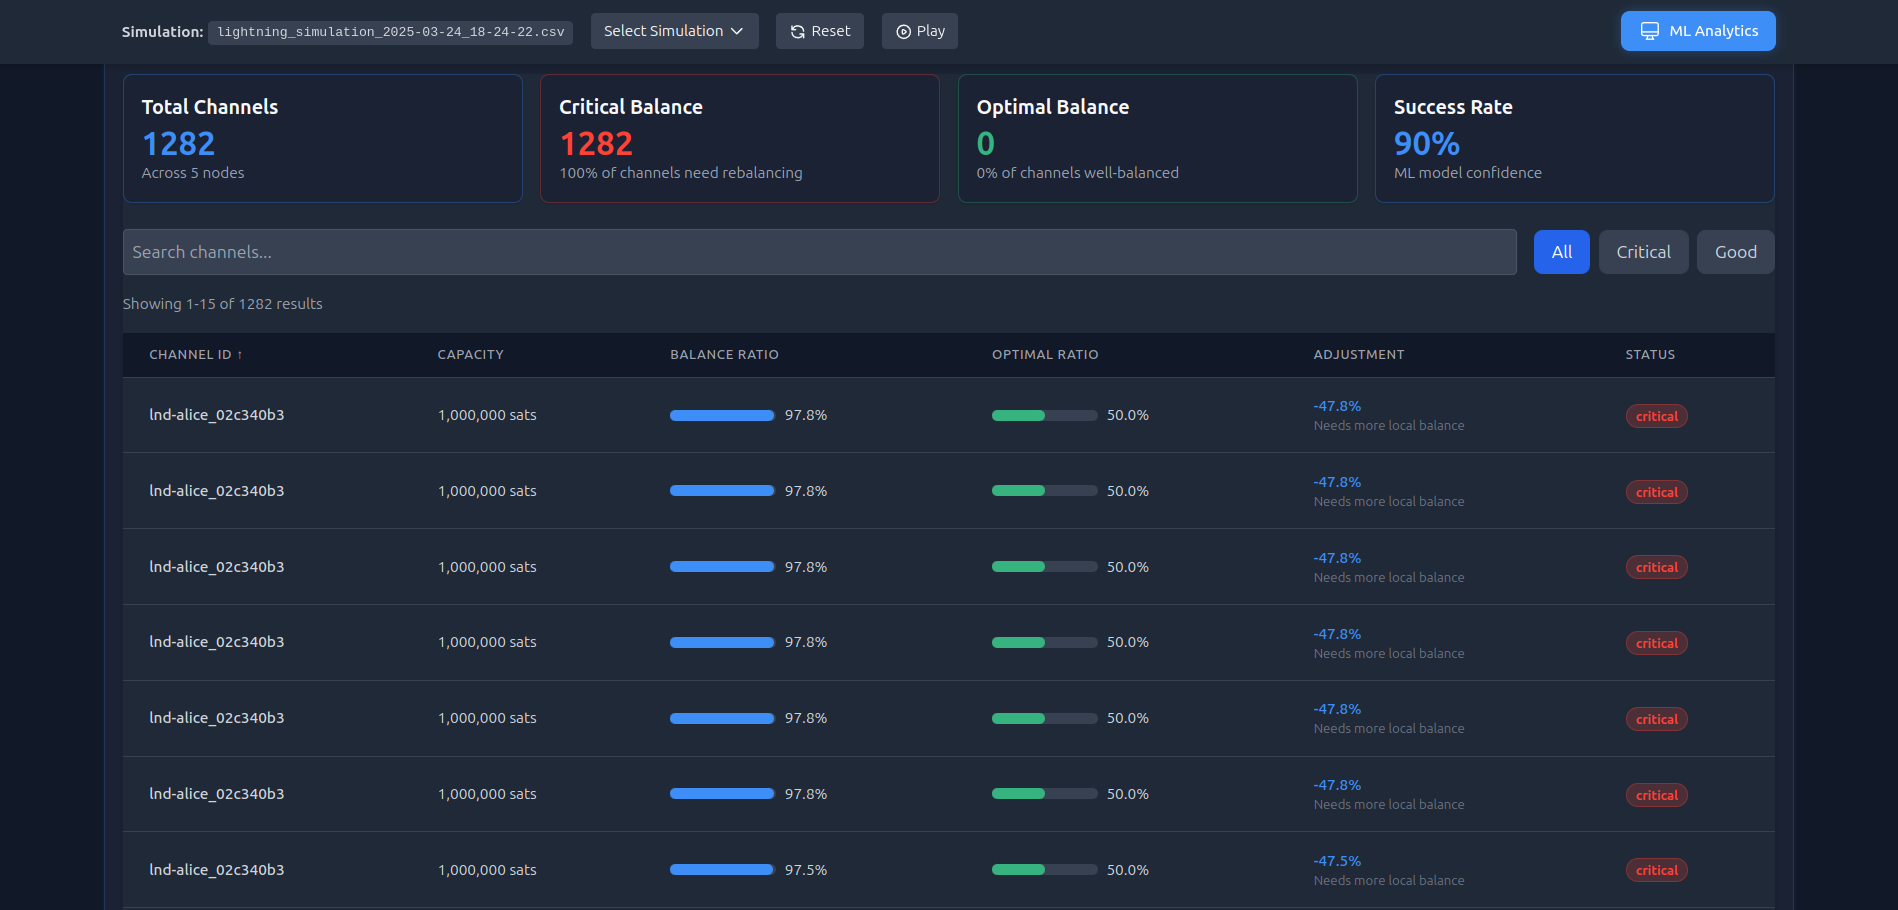 Simulation: lightning_simulation_2025-03-24_18-24-22.csv Select Simulation Reset Play ML Analytics
Total Channels
1282
Across 5 nodes
Critical Balance
1282
100% of channels need rebalancing
Optimal Balance
0
0% of channels well-balanced
Success Rate
90%
ML model confidence
Search channels...
All Critical Good
Showing 1-15 of 1282 results
CHANNEL ID ↑ CAPACITY BALANCE RATIO OPTIMAL RATIO ADJUSTMENT STATUS
lnd-alice_02c340b3 1,000,000 sats 97.8% 50.0% -47.8% critical
Needs more local balance
lnd-alice_02c340b3 1,000,000 sats 97.8% 50.0% -47.8% critical
Needs more local balance
lnd-alice_02c340b3 1,000,000 sats 97.8% 50.0% -47.8% critical
Needs more local balance
lnd-alice_02c340b3 1,000,000 sats 97.8% 50.0% -47.8% critical
Needs more local balance
lnd-alice_02c340b3 1,000,000 sats 97.8% 50.0% -47.8% critical
Needs more local balance
lnd-alice_02c340b3 1,000,000 sats 97.8% 50.0% -47.8% critical
Needs more local balance
lnd-alice_02c340b3 1,000,000 sats 97.5% 50.0% -47.5% critical
Needs more local balance